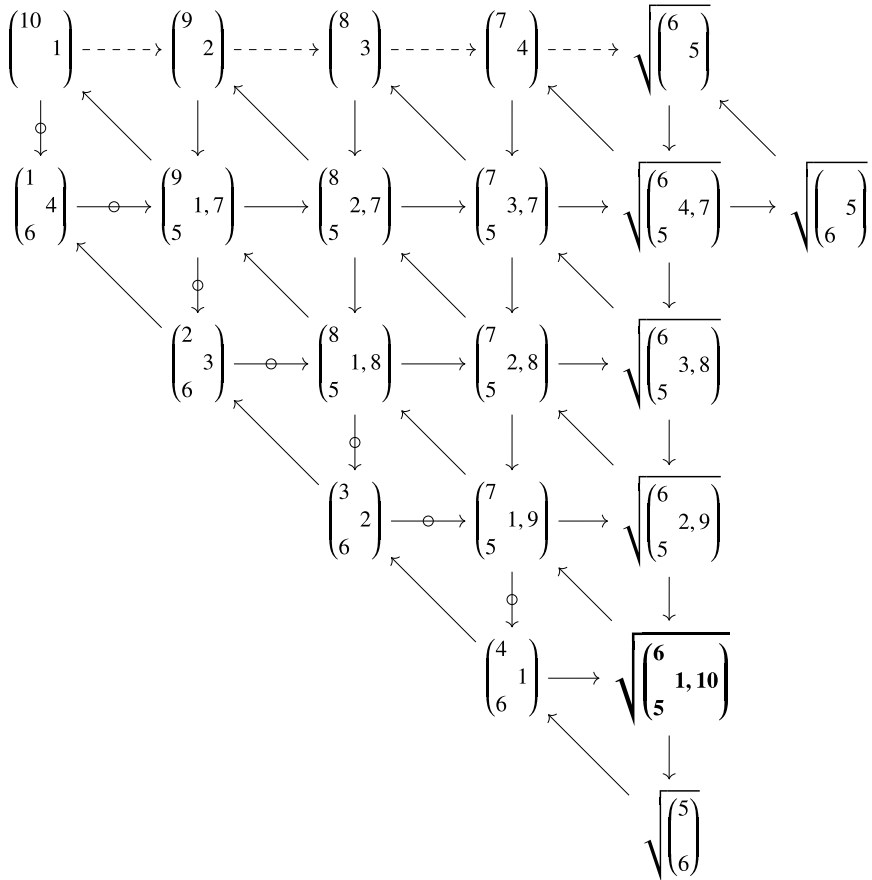 10 9 8 7 √ 6
1 2 3 4 5
1 9 8 7 √ 6 √
4 1, 7 2, 7 3, 7 4, 7 5
6 5 5 5 5 6
2 8 7 √ 6
3 1, 8 2, 8 3, 8
6 5 5 5
3 7 √ 6
2 1, 9 2, 9
6 5 5
4 √ 6
1 1, 10
6 5
√ 5
6